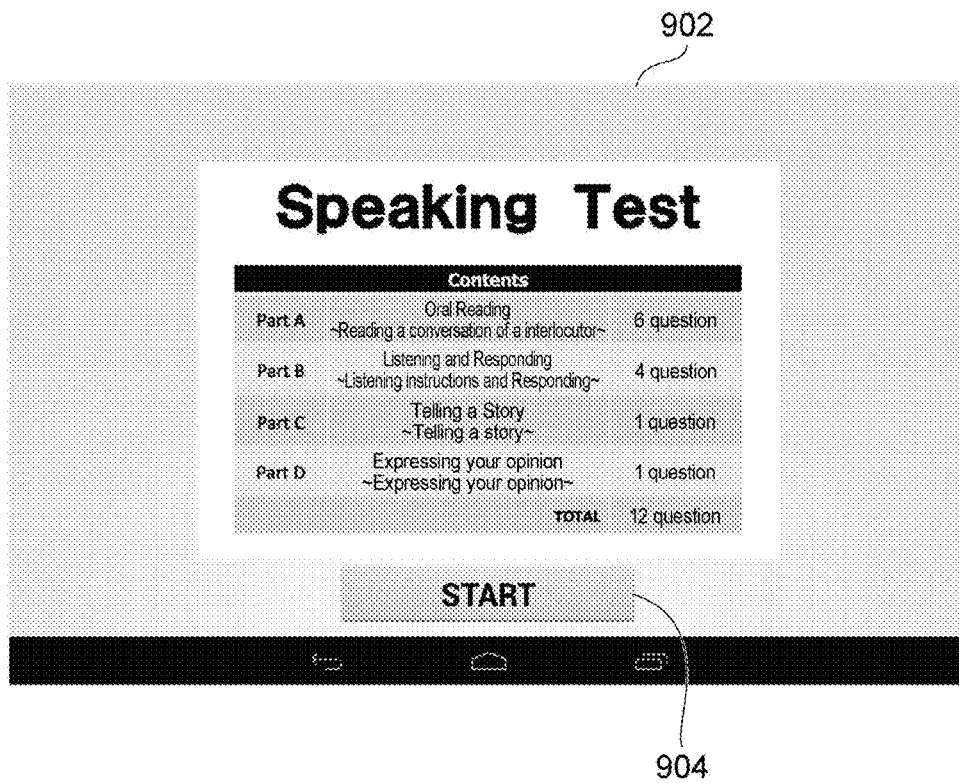 902
Speaking Test
Contents
Part A
Oral Reading
~Reading a conversation of a interlocutor~
6 question
Part B
Listening and Responding
~Listening instructions and Responding~
4 question
Part C
Telling a Story
~Telling a story~
1 question
Part D
Expressing your opinion
~Expressing your opinion~
1 question
TOTAL 12 question
START
904